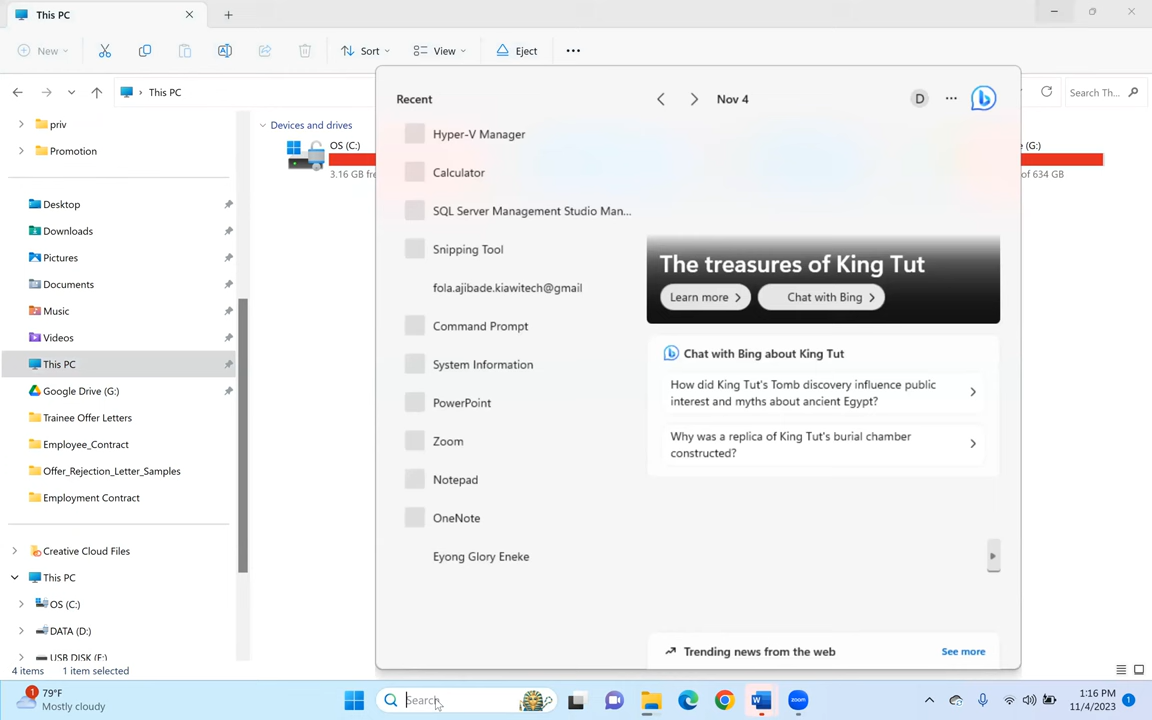 This PC
New
Sort
View
Eject
This PC
Search Th...
priv
Promotion
Desktop
Downloads
Pictures
Documents
Music
Videos
This PC
Google Drive (G:)
Trainee Offer Letters
Employee_Contract
Offer_Rejection_Letter_Samples
Employment Contract
Creative Cloud Files
This PC
OS (C:)
DATA (D:)
USB DISK (E:)
4 items
1 item selected
Devices and drives
OS (C:)
3.16 GB fre
e (G:)
of 634 GB
Recent
Hyper-V Manager
Calculator
SQL Server Management Studio Man...
Snipping Tool
fola.ajibade.kiawitech@gmail
Command Prompt
System Information
PowerPoint
Zoom
Notepad
OneNote
Eyong Glory Eneke
Nov 4
D
The treasures of King Tut
Learn more
Chat with Bing
Chat with Bing about King Tut
How did King Tut's Tomb discovery influence public
interest and myths about ancient Egypt?
Why was a replica of King Tut's burial chamber
constructed?
Trending news from the web
See more
1
79°F
Mostly cloudy
Search
zoom
1:16 PM
11/4/2023
1